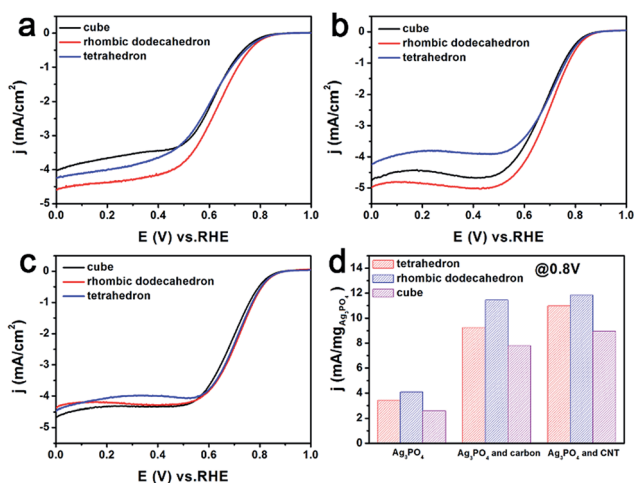 a
cube
rhombic dodecahedron
tetrahedron
0
-1
-2
-3
-4
-5
j (mA/cm²)
0.0 0.2 0.4 0.6 0.8 1.0
E (V) vs.RHE
b
cube
rhombic dodecahedron
tetrahedron
0
-1
-2
-3
-4
-5
j (mA/cm²)
0.0 0.2 0.4 0.6 0.8 1.0
E (V) vs.RHE
c
cube
rhombic dodecahedron
tetrahedron
0
-1
-2
-3
-4
-5
j (mA/cm²)
0.0 0.2 0.4 0.6 0.8 1.0
E (V) vs.RHE
d
tetrahedron
rhombic dodecahedron
cube
@0.8V
14
12
10
8
6
4
2
0
j (mA/mg Ag₃PO₄)
Ag₃PO₄ Ag₃PO₄ and carbon Ag₃PO₄ and CNT